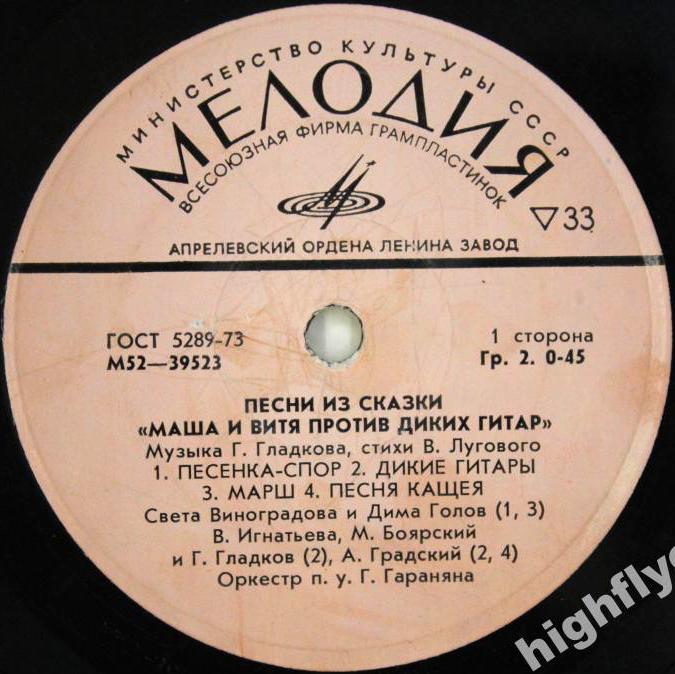 МИНИСТЕРСТВО КУЛЬТУРЫ СССР
МЕЛОДИЯ
ВСЕСОЮЗНАЯ ФИРМА ГРАМПЛАСТИНОК
▽33
АПРЕЛЕВСКИЙ ОРДЕНА ЛЕНИНА ЗАВОД
ГОСТ 5289-73
М52—39523
1 сторона
Гр. 2. 0-45
ПЕСНИ ИЗ СКАЗКИ
«МАША И ВИТЯ ПРОТИВ ДИКИХ ГИТАР»
Музыка Г. Гладкова, стихи В. Лугового
1. ПЕСЕНКА-СПОР 2. ДИКИЕ ГИТАРЫ
3. МАРШ 4. ПЕСНЯ КАЩЕЯ
Света Виноградова и Дима Голов (1, 3)
В. Игнатьева, М. Боярский
и Г. Гладков (2), А. Градский (2, 4)
Оркестр п. у. Г. Гараняна